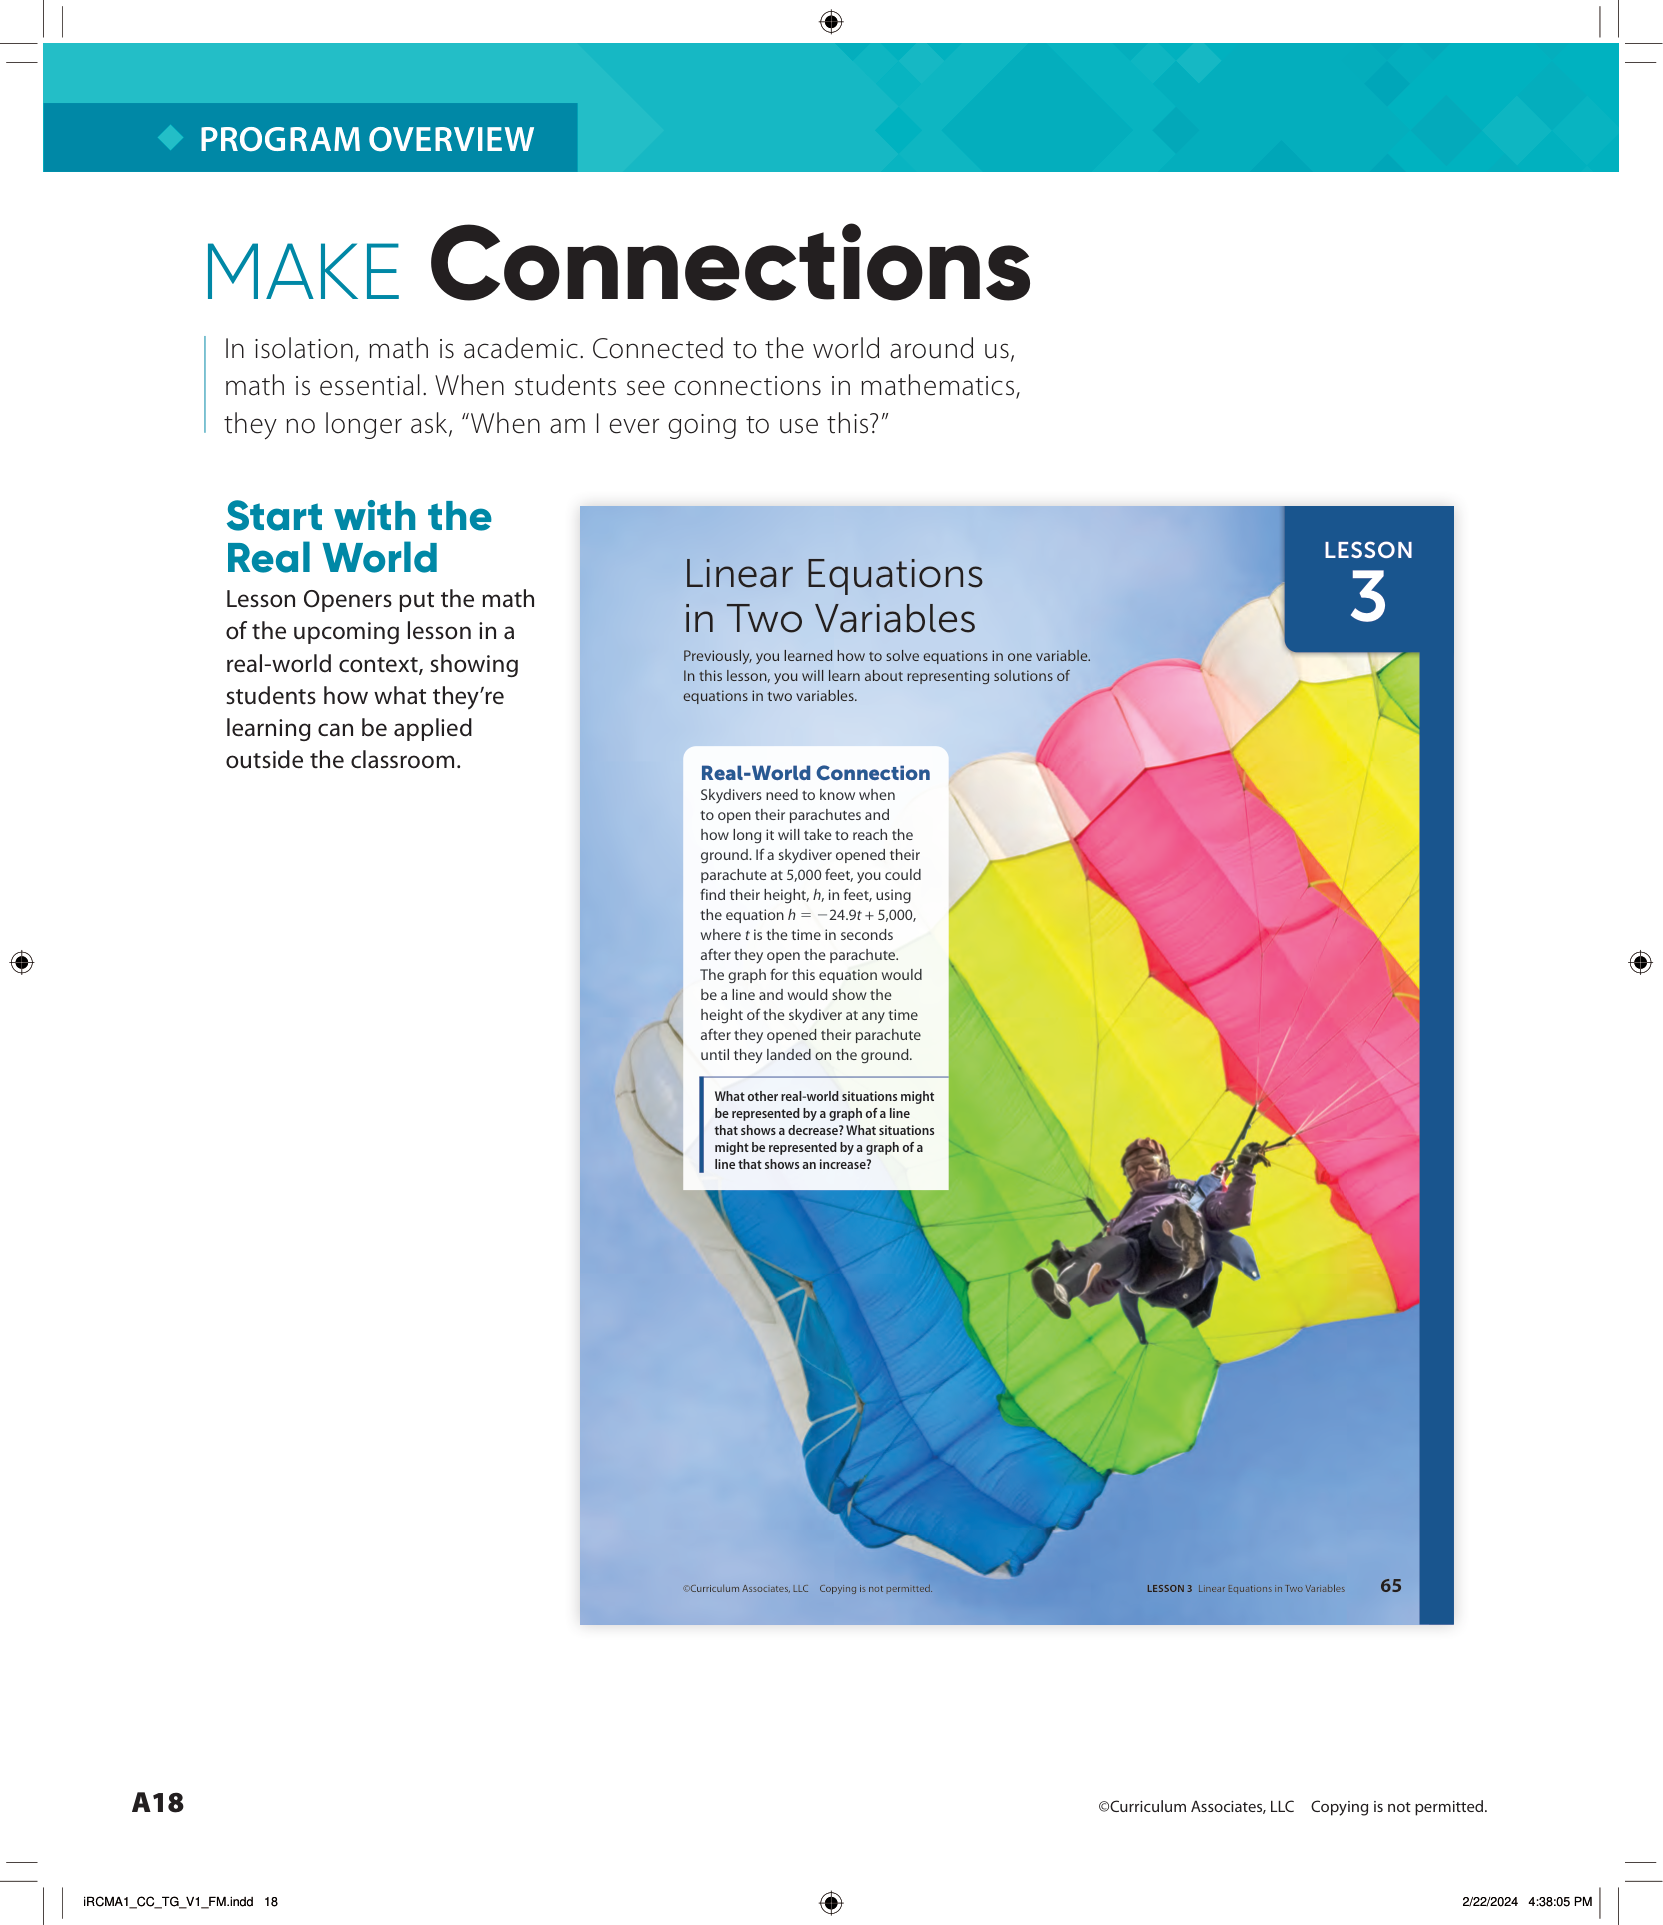 PROGRAM OVERVIEW
MAKE Connections
In isolation, math is academic. Connected to the world around us,
math is essential. When students see connections in mathematics,
they no longer ask, “When am I ever going to use this?”
Start with the
Real World
Lesson Openers put the math
of the upcoming lesson in a
real-world context, showing
students how what they’re
learning can be applied
outside the classroom.
LESSON
3
Linear Equations
in Two Variables
Previously, you learned how to solve equations in one variable.
In this lesson, you will learn about representing solutions of
equations in two variables.
Real-World Connection
Skydivers need to know when
to open their parachutes and
how long it will take to reach the
ground. If a skydiver opened their
parachute at 5,000 feet, you could
find their height, h, in feet, using
the equation h = −24.9t + 5,000,
where t is the time in seconds
after they open the parachute.
The graph for this equation would
be a line and would show the
height of the skydiver at any time
after they opened their parachute
until they landed on the ground.
What other real-world situations might
be represented by a graph of a line
that shows a decrease? What situations
might be represented by a graph of a
line that shows an increase?
©Curriculum Associates, LLC Copying is not permitted.
LESSON 3 Linear Equations in Two Variables 65
A18
©Curriculum Associates, LLC Copying is not permitted.
iRCMA1_CC_TG_V1_FM.indd 18
2/22/2024 4:38:05 PM